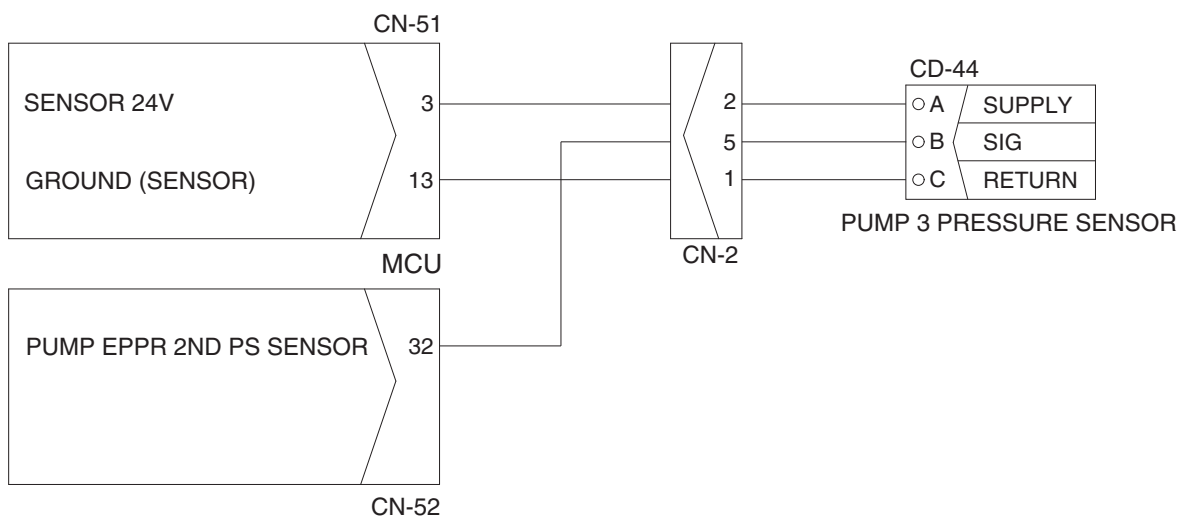 CN-51
SENSOR 24V
3
GROUND (SENSOR)
13
MCU
PUMP EPPR 2ND PS SENSOR
32
CN-52
2
5
1
CN-2
CD-44
A SUPPLY
B SIG
C RETURN
PUMP 3 PRESSURE SENSOR